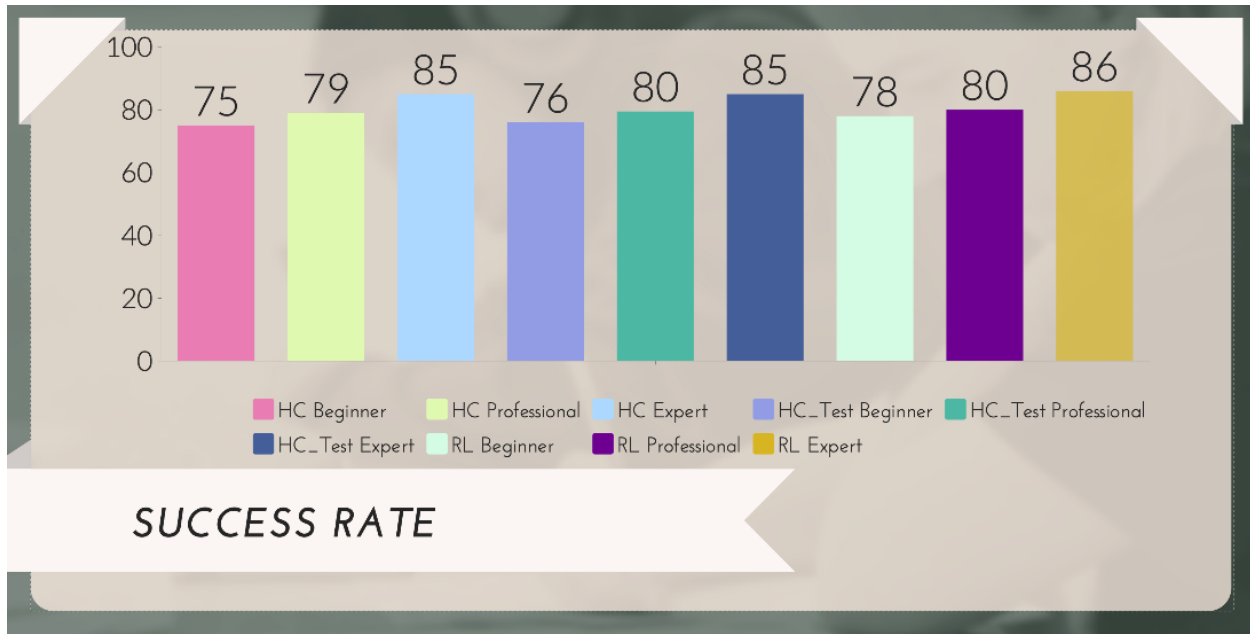 100
80
60
40
20
0
75 79 85 76 80 85 78 80 86
HC Beginner HC Professional HC Expert HC_Test Beginner HC_Test Professional
HC_Test Expert RL Beginner RL Professional RL Expert
SUCCESS RATE